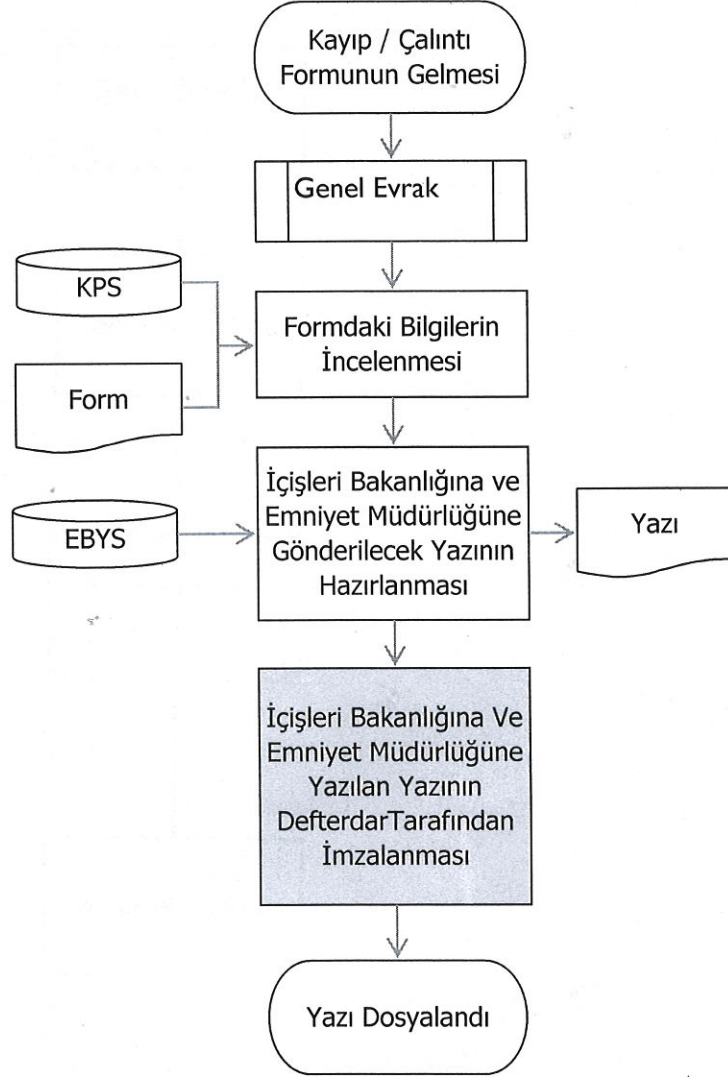 Kayıp / Çalıntı
Formunun Gelmesi
Genel Evrak
KPS
Formdaki Bilgilerin
İncelenmesi
Form
İçişleri Bakanlığına ve
Emniyet Müdürlüğüne
Gönderilecek Yazının
Hazırlanması
EBYS
Yazı
İçişleri Bakanlığına Ve
Emniyet Müdürlüğüne
Yazılan Yazının
DefterdarTarafından
İmzalanması
Yazı Dosyalandı